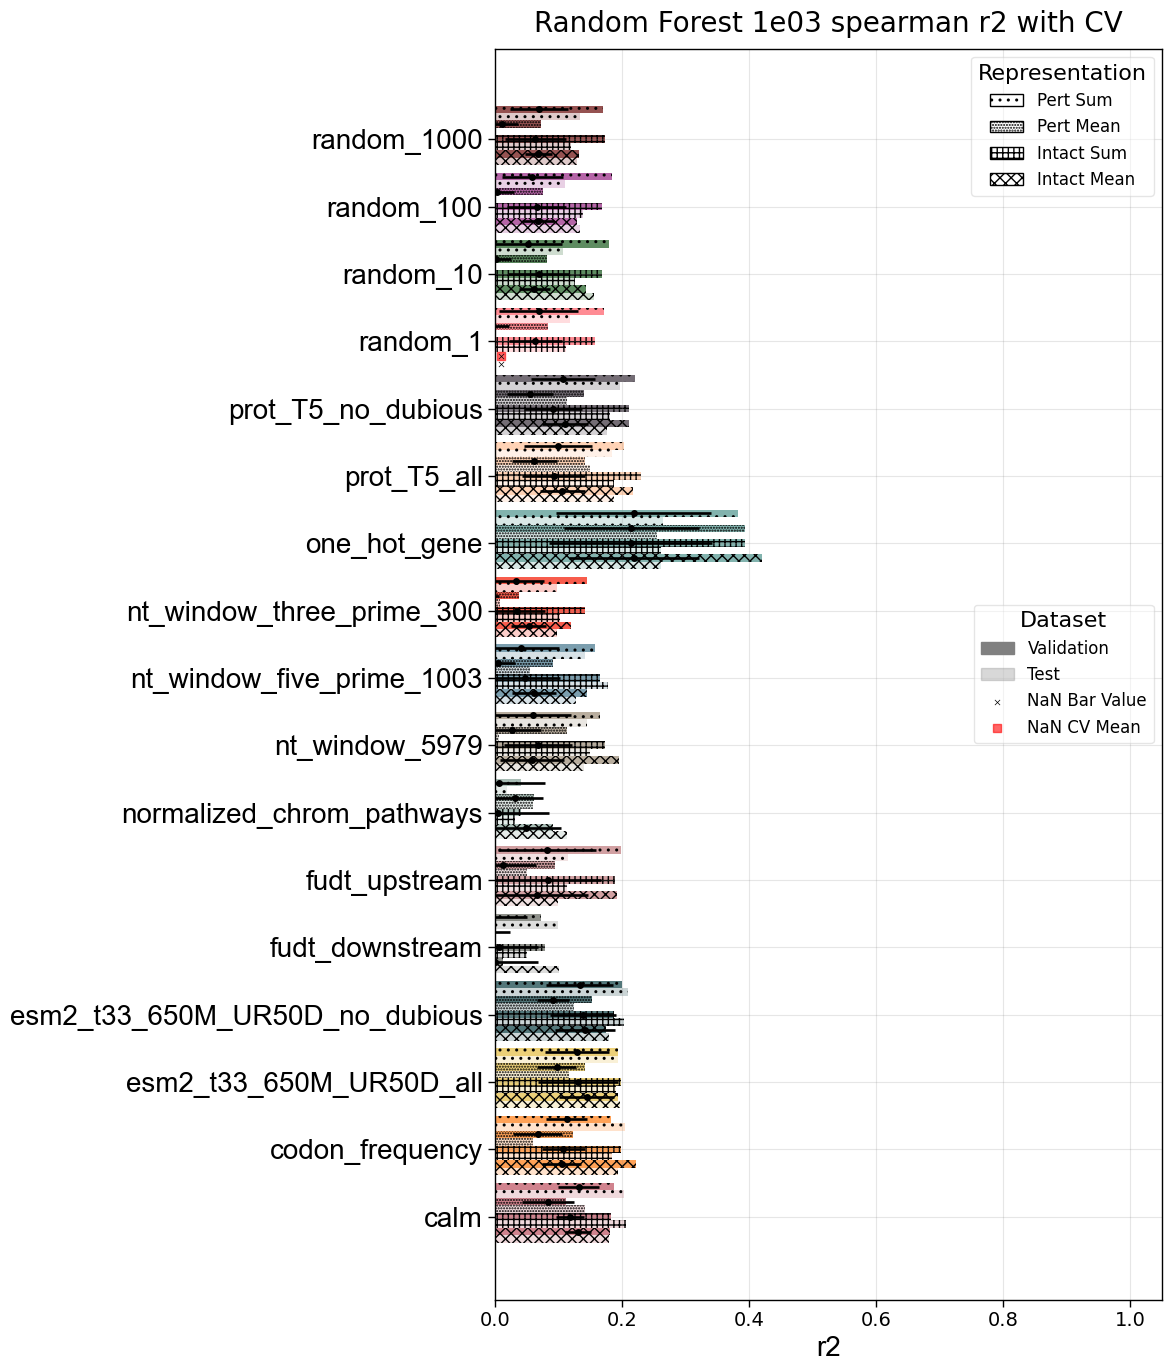 Random Forest 1e03 spearman r2 with CV
Representation
Pert Sum
Pert Mean
Intact Sum
Intact Mean
random_1000
random_100
random_10
random_1
prot_T5_no_dubious
prot_T5_all
one_hot_gene
nt_window_three_prime_300
nt_window_five_prime_1003
nt_window_5979
normalized_chrom_pathways
fudt_upstream
fudt_downstream
esm2_t33_650M_UR50D_no_dubious
esm2_t33_650M_UR50D_all
codon_frequency
calm
Dataset
Validation
Test
NaN Bar Value
NaN CV Mean
0.0 0.2 0.4 0.6 0.8 1.0
r2